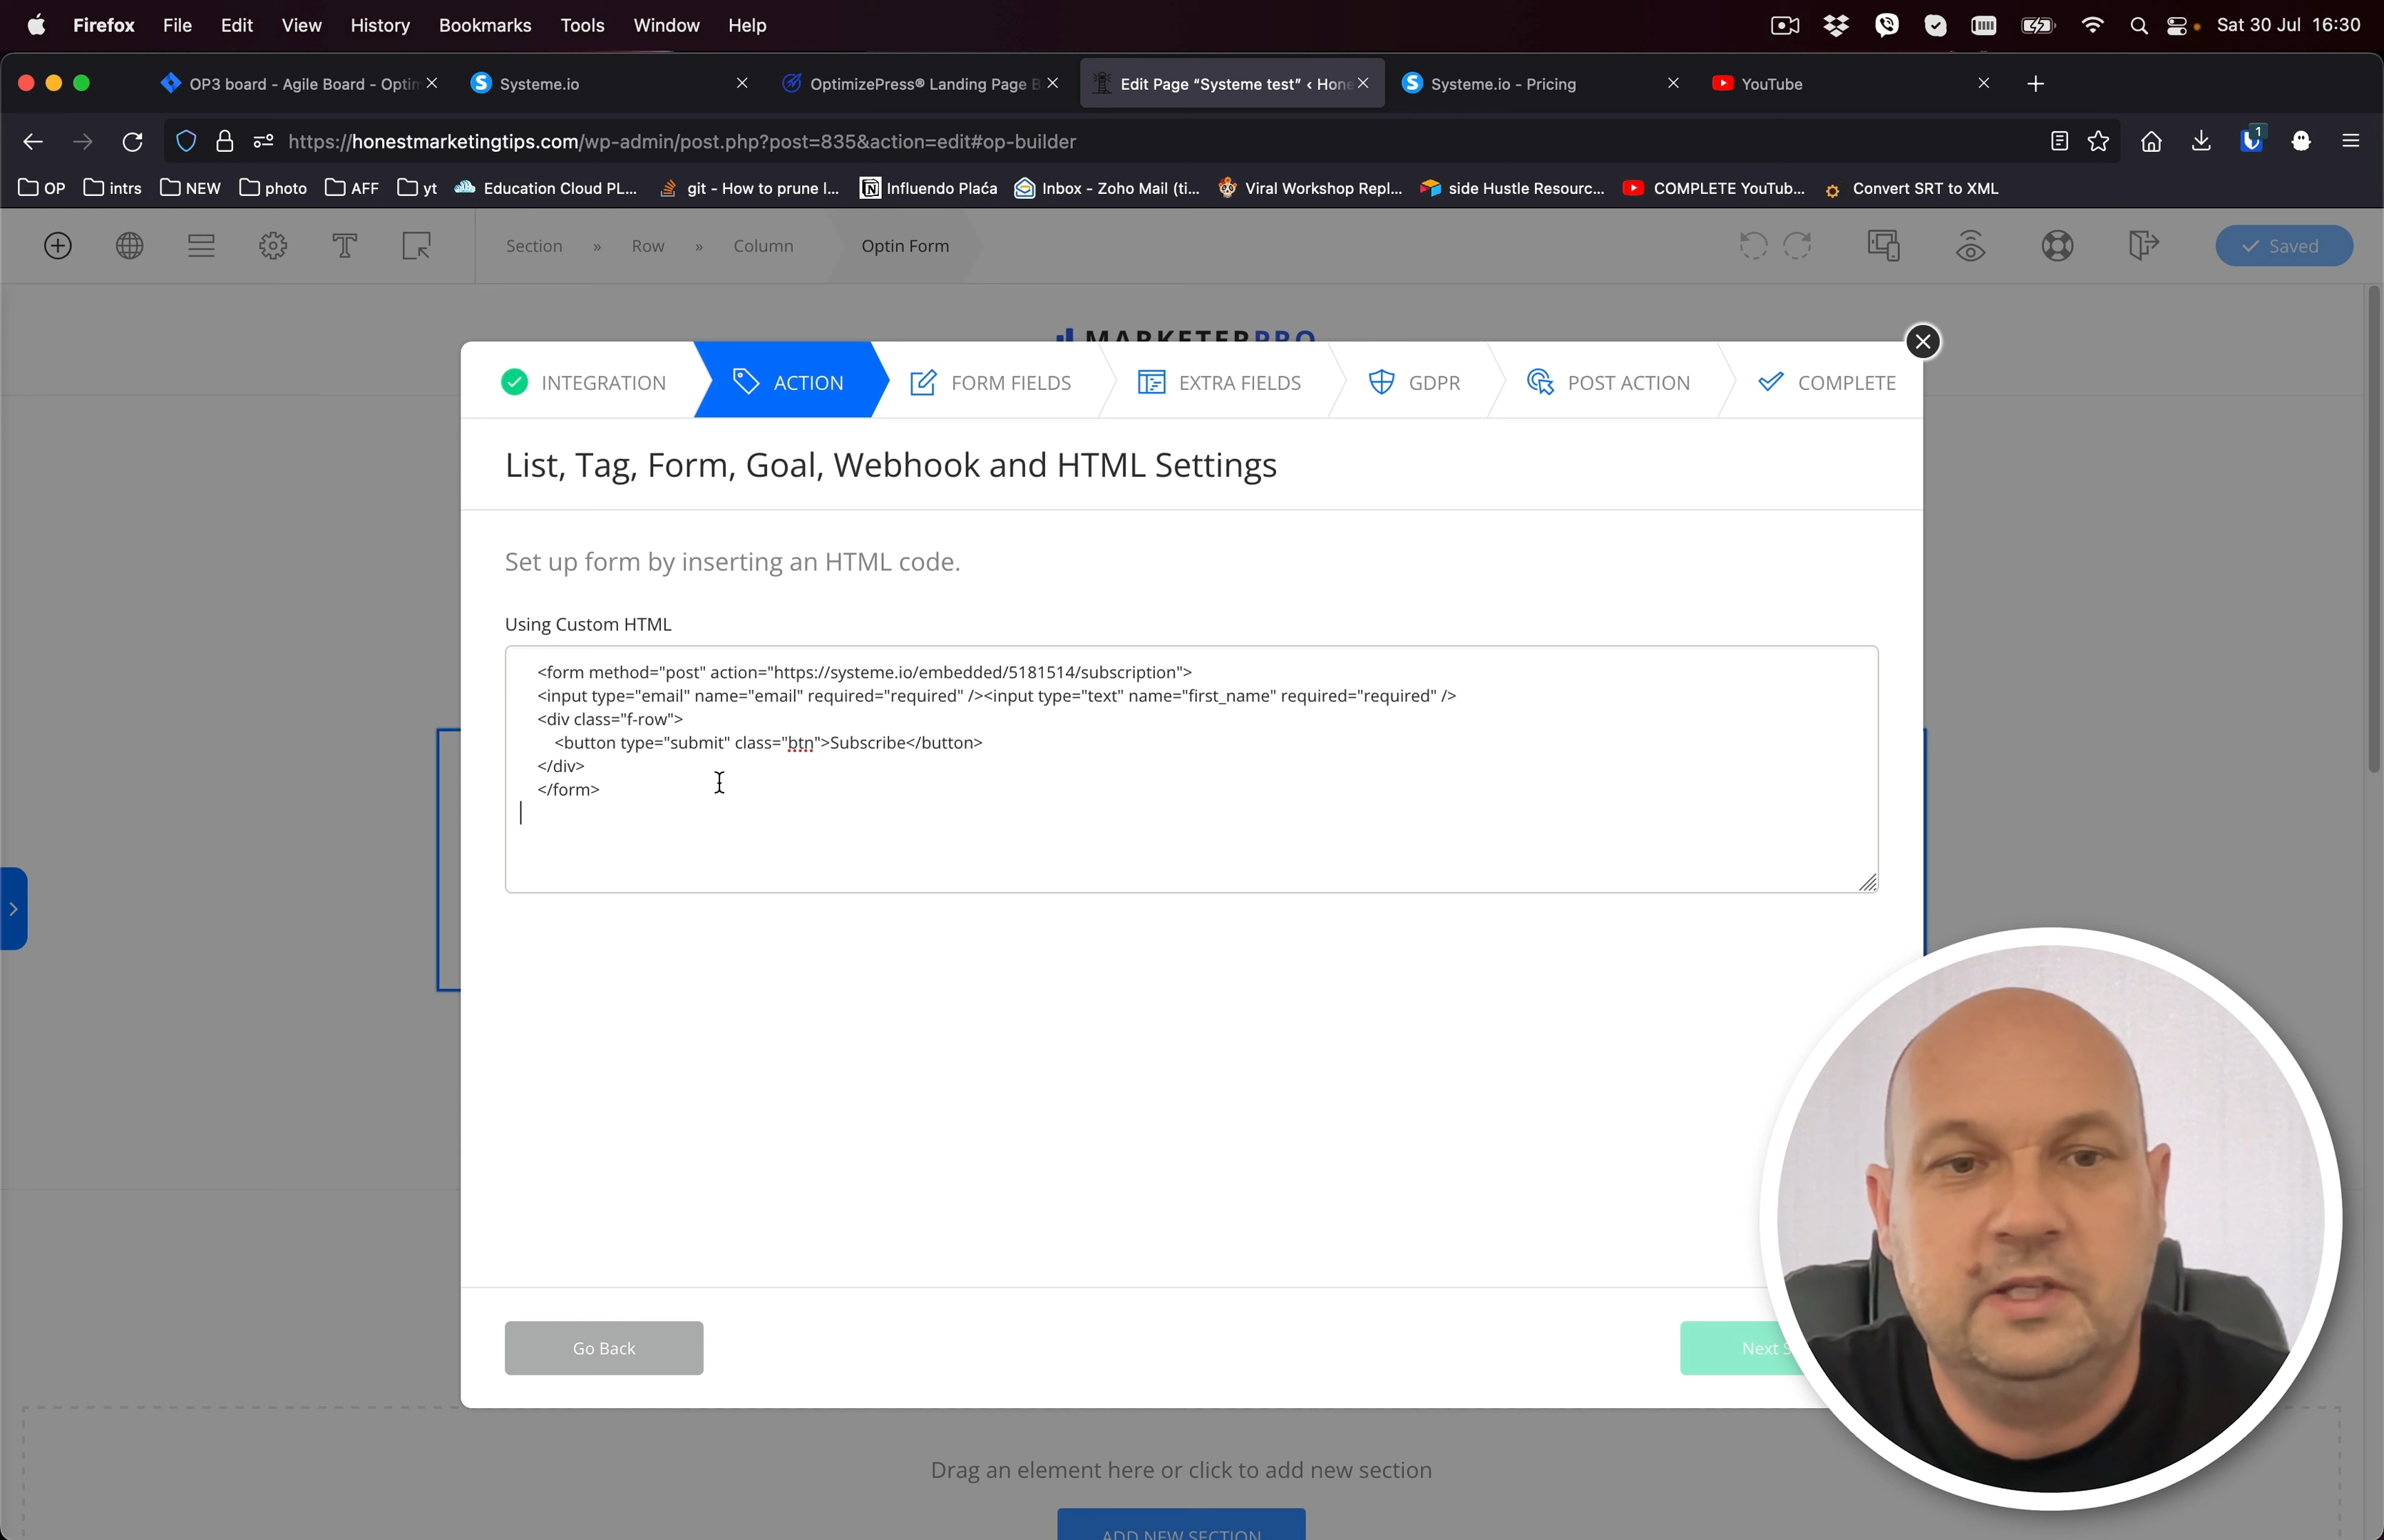 Firefox File Edit View History Bookmarks Tools Window Help Sat 30 Jul 16:30
OP3 board - Agile Board - Optim Systeme.io OptimizePress® Landing Page B Edit Page “Systeme test” ‹ Hone Systeme.io - Pricing YouTube
https://honestmarketingtips.com/wp-admin/post.php?post=835&action=edit#op-builder 1
OP intrs NEW photo AFF yt Education Cloud PL... git - How to prune l... Influendo Plaća Inbox - Zoho Mail (ti... Viral Workshop Repl... side Hustle Resourc... COMPLETE YouTub... Convert SRT to XML
Section » Row » Column Optin Form Saved
MARKETERPRO
INTEGRATION ACTION FORM FIELDS EXTRA FIELDS GDPR POST ACTION COMPLETE
List, Tag, Form, Goal, Webhook and HTML Settings
Set up form by inserting an HTML code.
Using Custom HTML
<form method="post" action="https://systeme.io/embedded/5181514/subscription">
<input type="email" name="email" required="required" /><input type="text" name="first_name" required="required" />
<div class="f-row">
<button type="submit" class="btn">Subscribe</button>
</div>
</form>
Go Back Next S
Drag an element here or click to add new section
ADD NEW SECTION